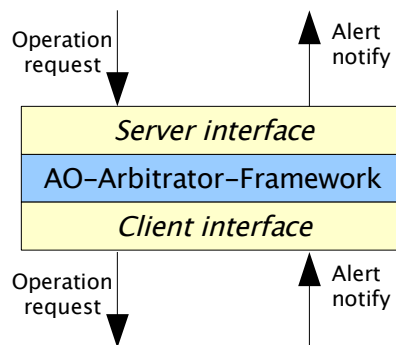 Operation
request
Alert
notify
Server interface
AO–Arbitrator–Framework
Client interface
Operation
request
Alert
notify